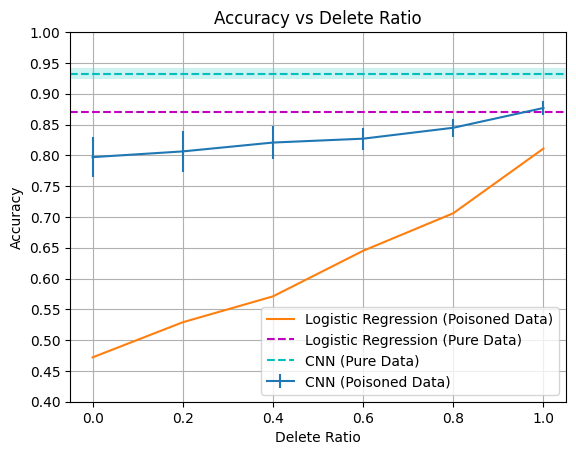 Accuracy vs Delete Ratio
1.00
0.95
0.90
0.85
0.80
0.75
0.70
0.65
0.60
0.55
0.50
0.45
0.40
Accuracy
Logistic Regression (Poisoned Data)
Logistic Regression (Pure Data)
CNN (Pure Data)
CNN (Poisoned Data)
0.0 0.2 0.4 0.6 0.8 1.0
Delete Ratio